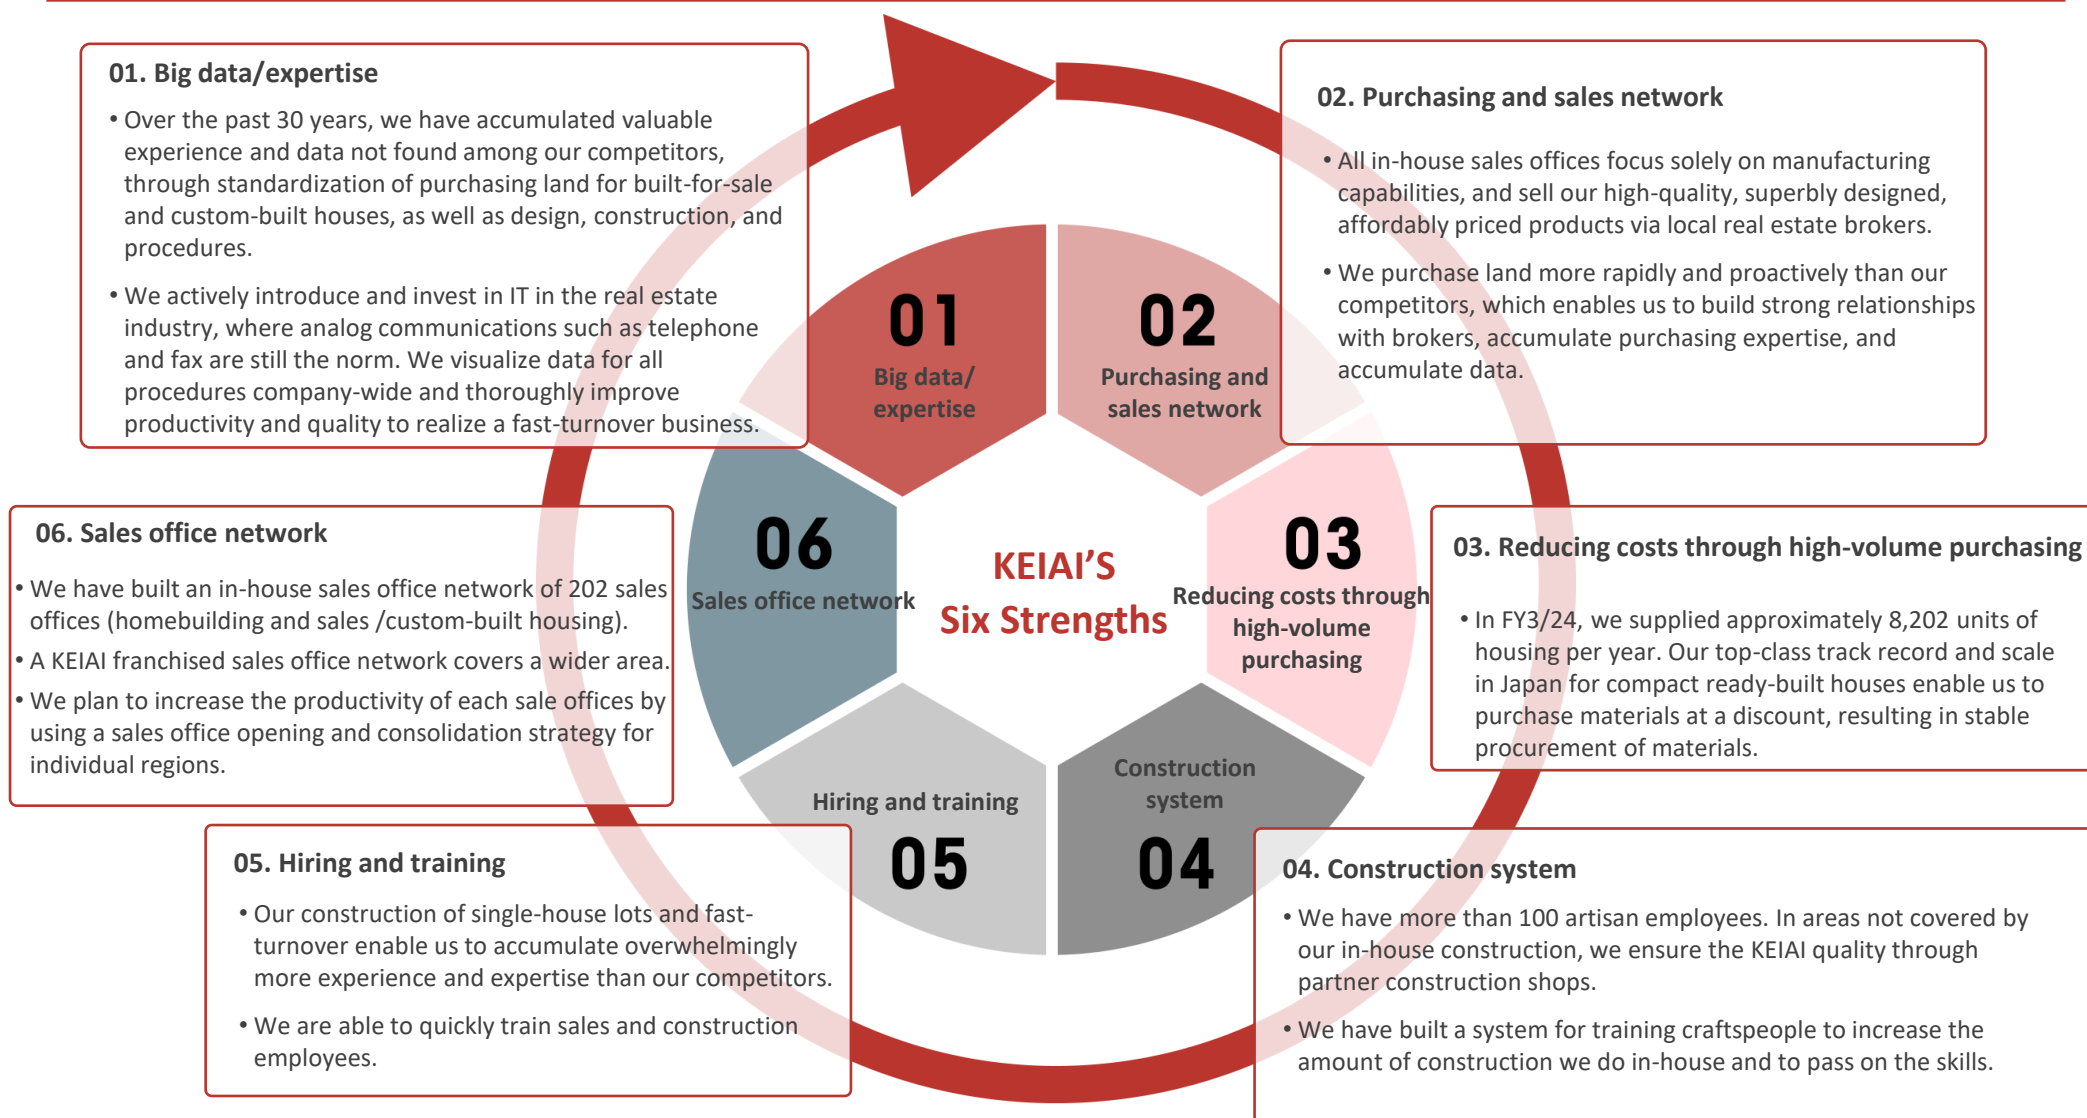 01. Big data/expertise
• Over the past 30 years, we have accumulated valuable
experience and data not found among our competitors,
through standardization of purchasing land for built-for-sale
and custom-built houses, as well as design, construction, and
procedures.
• We actively introduce and invest in IT in the real estate
industry, where analog communications such as telephone
and fax are still the norm. We visualize data for all
procedures company-wide and thoroughly improve
productivity and quality to realize a fast-turnover business.
02. Purchasing and sales network
• All in-house sales offices focus solely on manufacturing
capabilities, and sell our high-quality, superbly designed,
affordably priced products via local real estate brokers.
• We purchase land more rapidly and proactively than our
competitors, which enables us to build strong relationships
with brokers, accumulate purchasing expertise, and
accumulate data.
01
Big data/
expertise
02
Purchasing and
sales network
06
Sales office network
KEIAI'S
Six Strengths
03
Reducing costs through
high-volume
purchasing
Hiring and training
05
Construction
system
04
06. Sales office network
• We have built an in-house sales office network of 202 sales
offices (homebuilding and sales /custom-built housing).
• A KEIAI franchised sales office network covers a wider area.
• We plan to increase the productivity of each sale offices by
using a sales office opening and consolidation strategy for
individual regions.
03. Reducing costs through high-volume purchasing
• In FY3/24, we supplied approximately 8,202 units of
housing per year. Our top-class track record and scale
in Japan for compact ready-built houses enable us to
purchase materials at a discount, resulting in stable
procurement of materials.
05. Hiring and training
• Our construction of single-house lots and fast-
turnover enable us to accumulate overwhelmingly
more experience and expertise than our competitors.
• We are able to quickly train sales and construction
employees.
04. Construction system
• We have more than 100 artisan employees. In areas not covered by
our in-house construction, we ensure the KEIAI quality through
partner construction shops.
• We have built a system for training craftspeople to increase the
amount of construction we do in-house and to pass on the skills.